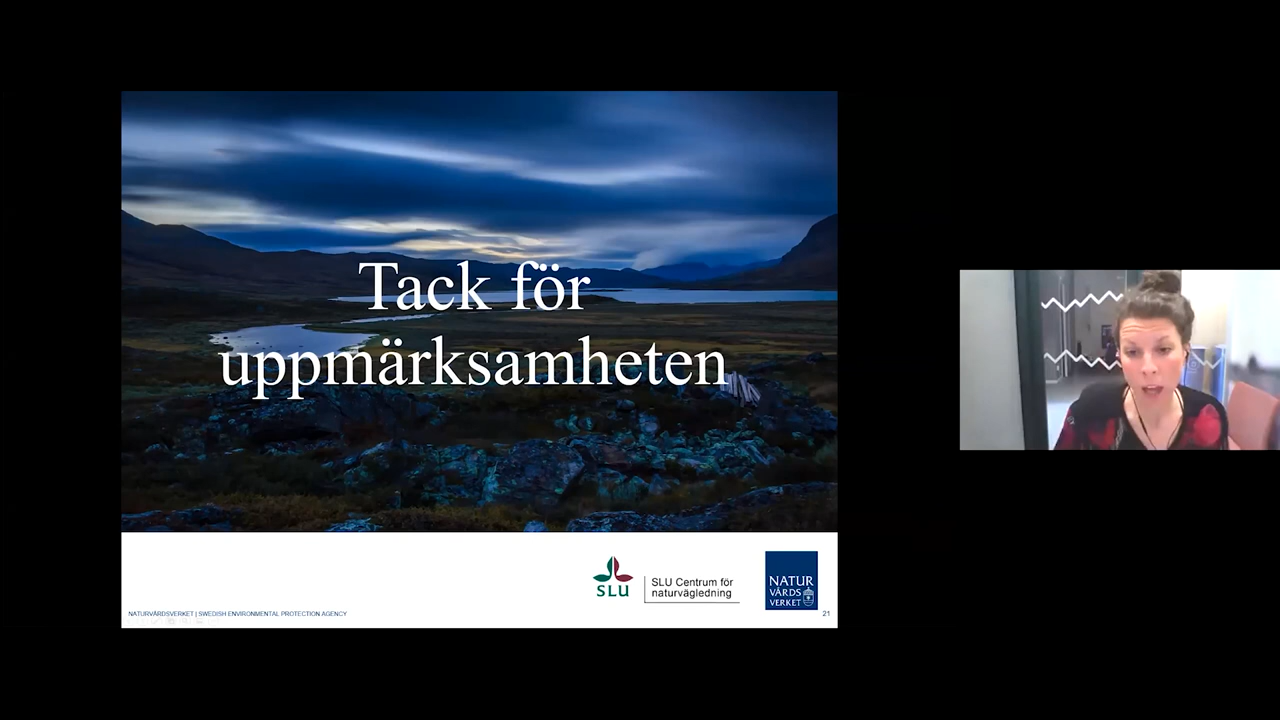 Tack för
uppmärksamheten
SLU
SLU Centrum för
naturvägledning
NATUR
VÅRDS
VERKET
NATURVÅRDSVERKET | SWEDISH ENVIRONMENTAL PROTECTION AGENCY
21